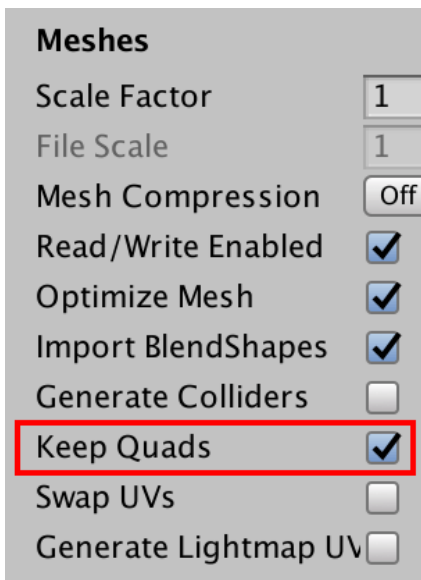 Meshes
Scale Factor 1
File Scale 1
Mesh Compression Off
Read/Write Enabled
Optimize Mesh
Import BlendShapes
Generate Colliders
Keep Quads
Swap UVs
Generate Lightmap UV